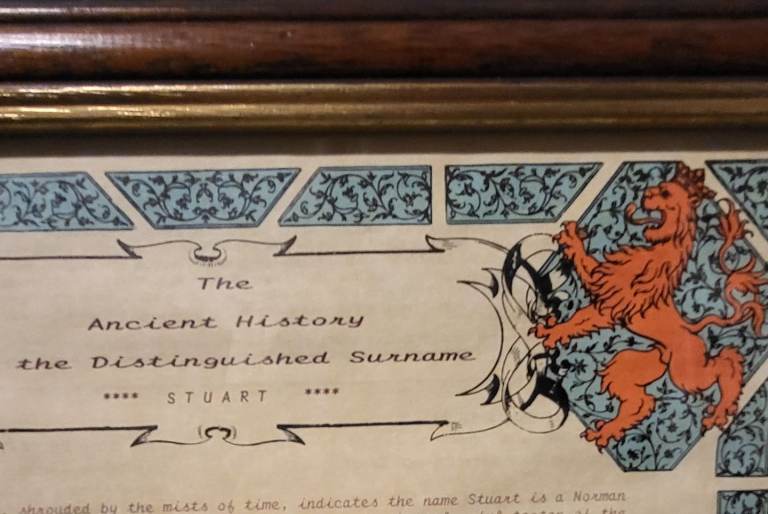 The
Ancient History
the Distinguished Surname
**** STUART ****
shrouded by the mists of time, indicates the name Stuart is a Norman
the